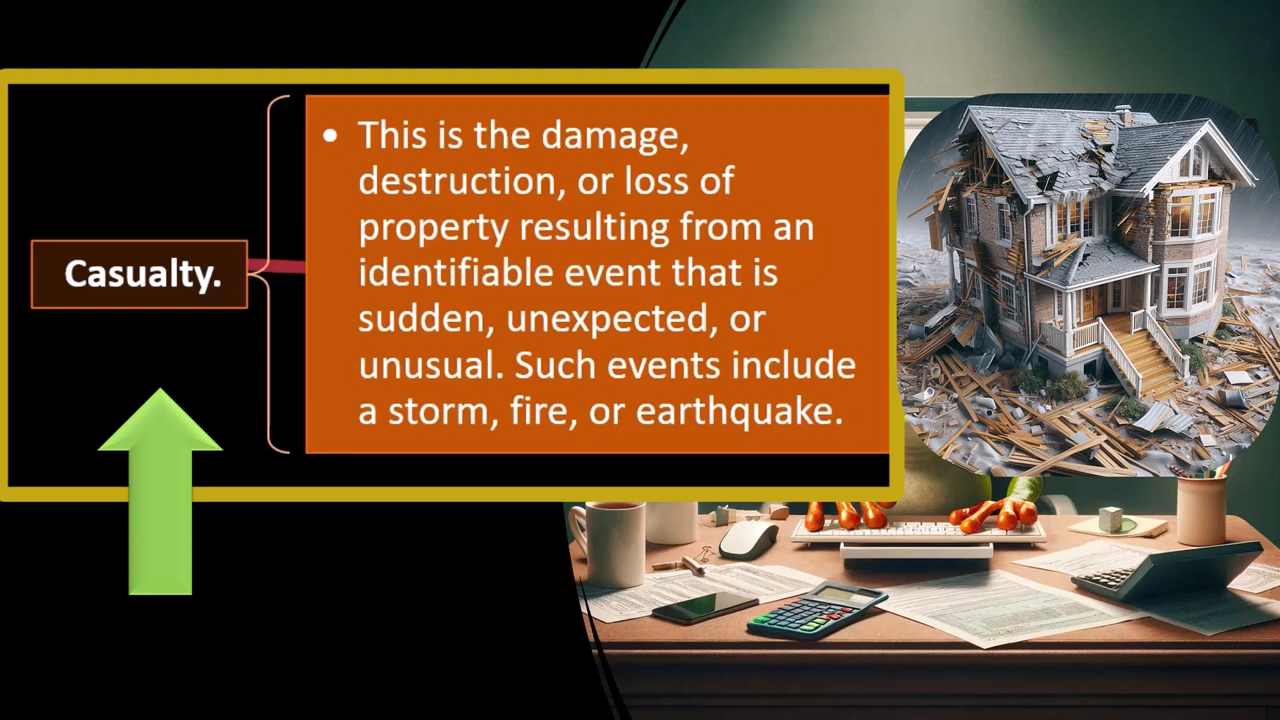 Casualty.
• This is the damage,
destruction, or loss of
property resulting from an
identifiable event that is
sudden, unexpected, or
unusual. Such events include
a storm, fire, or earthquake.